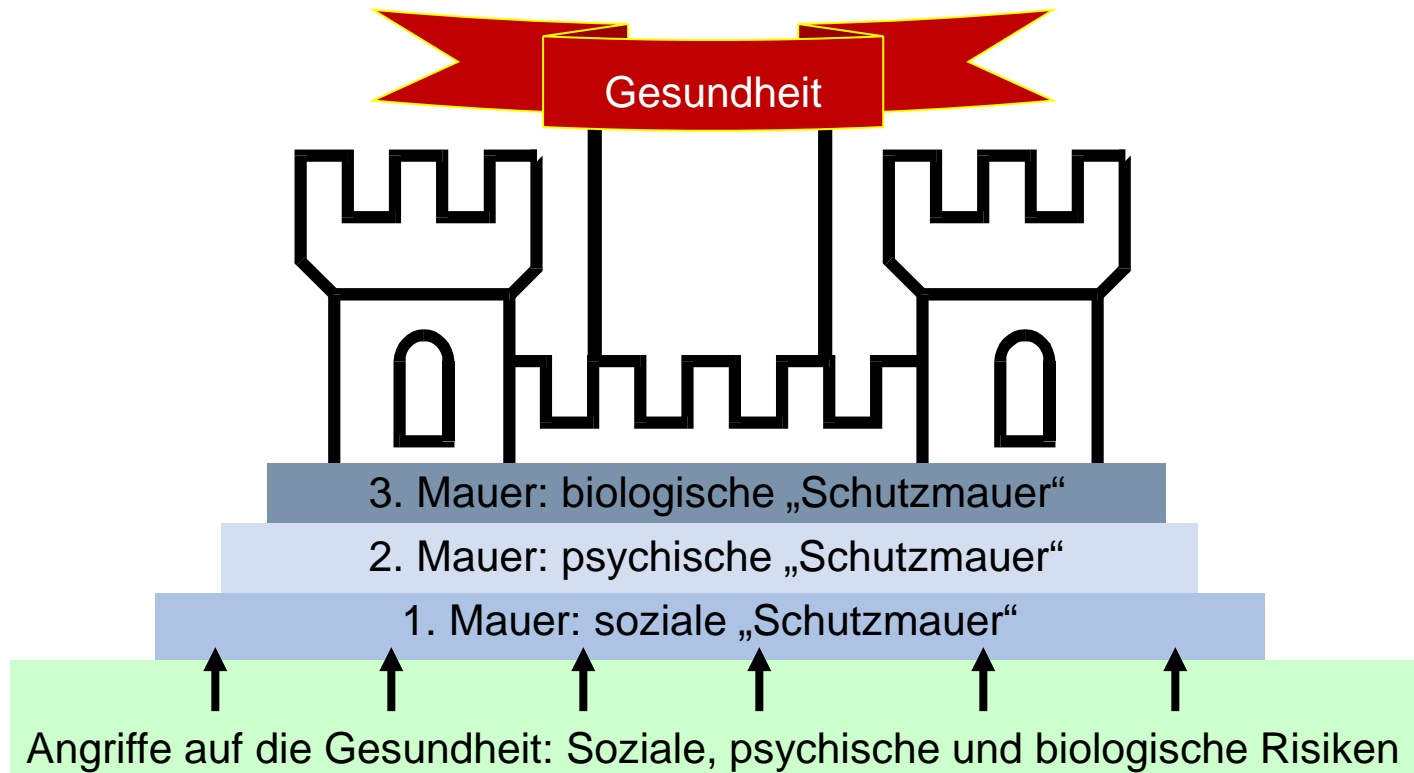 Gesundheit
3. Mauer: biologische „Schutzmauer“
2. Mauer: psychische „Schutzmauer“
1. Mauer: soziale „Schutzmauer“
Angriffe auf die Gesundheit: Soziale, psychische und biologische Risiken